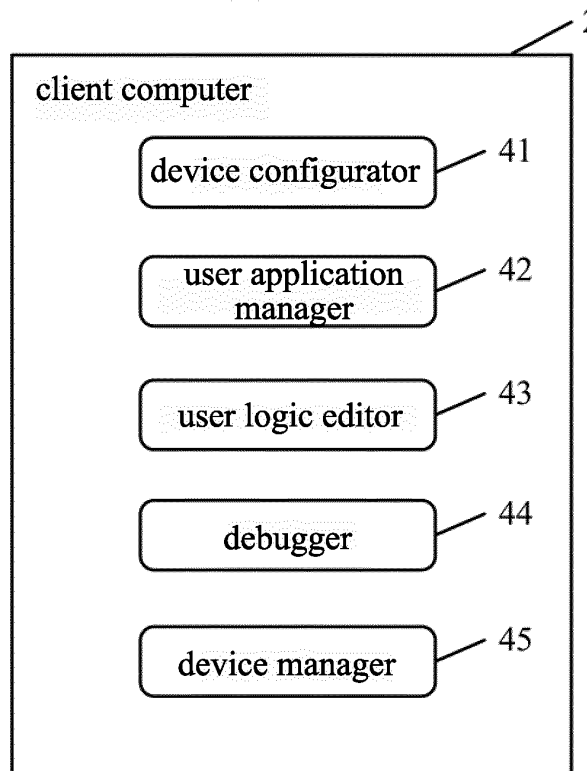 client computer
device configurator
41
user application
manager
42
user logic editor
43
debugger
44
device manager
45